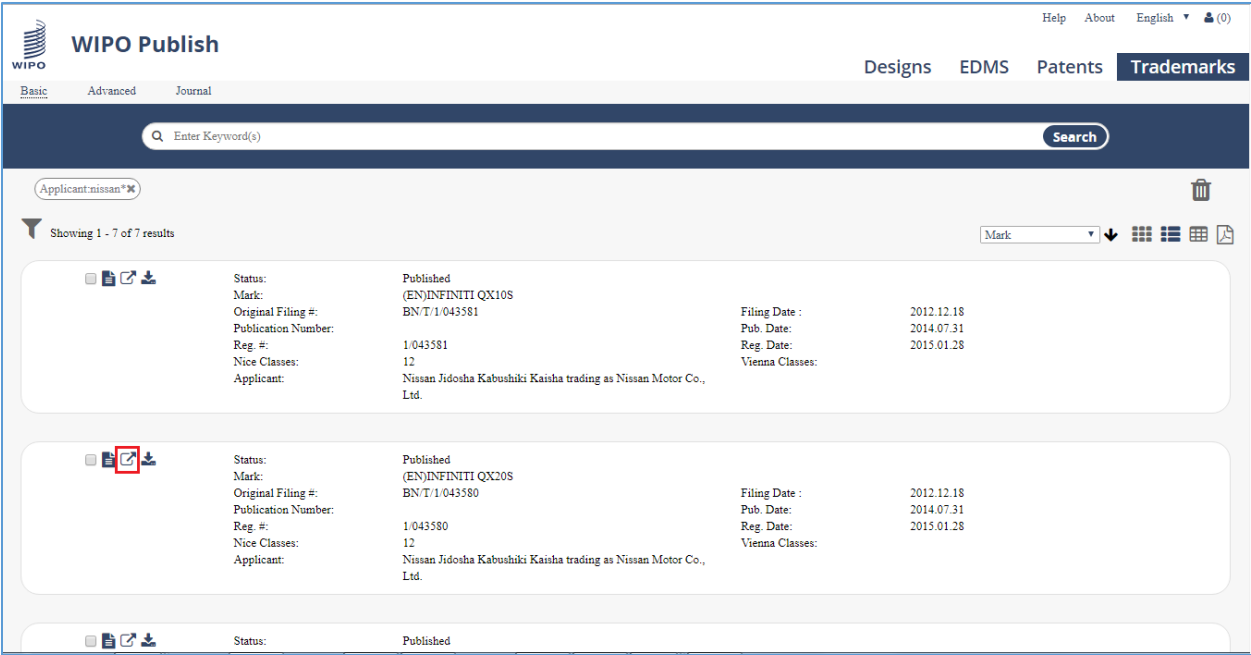 Help About English (0)
WIPO
WIPO Publish
Designs EDMS Patents Trademarks
Basic Advanced Journal
Enter Keyword(s) Search
Applicant:nissan*
Showing 1 - 7 of 7 results Mark
Status: Published
Mark: (EN)INFINITI QX10S
Original Filing #: BN/T/1/043581 Filing Date : 2012.12.18
Publication Number: Pub. Date: 2014.07.31
Reg. #: 1/043581 Reg. Date: 2015.01.28
Nice Classes: 12 Vienna Classes:
Applicant: Nissan Jidosha Kabushiki Kaisha trading as Nissan Motor Co.,
Ltd.
Status: Published
Mark: (EN)INFINITI QX20S
Original Filing #: BN/T/1/043580 Filing Date : 2012.12.18
Publication Number: Pub. Date: 2014.07.31
Reg. #: 1/043580 Reg. Date: 2015.01.28
Nice Classes: 12 Vienna Classes:
Applicant: Nissan Jidosha Kabushiki Kaisha trading as Nissan Motor Co.,
Ltd.
Status: Published